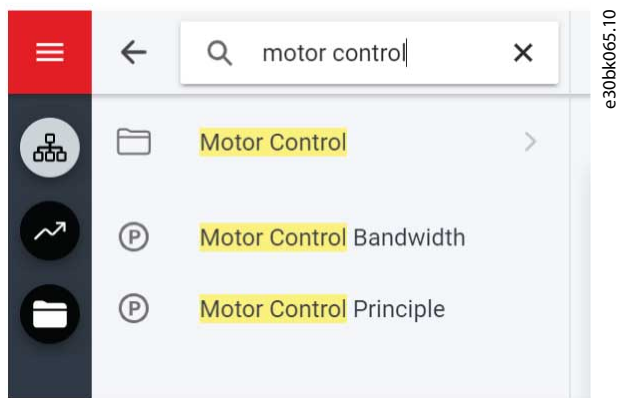 motor control
Motor Control
P Motor Control Bandwidth
P Motor Control Principle
e30bk065.10